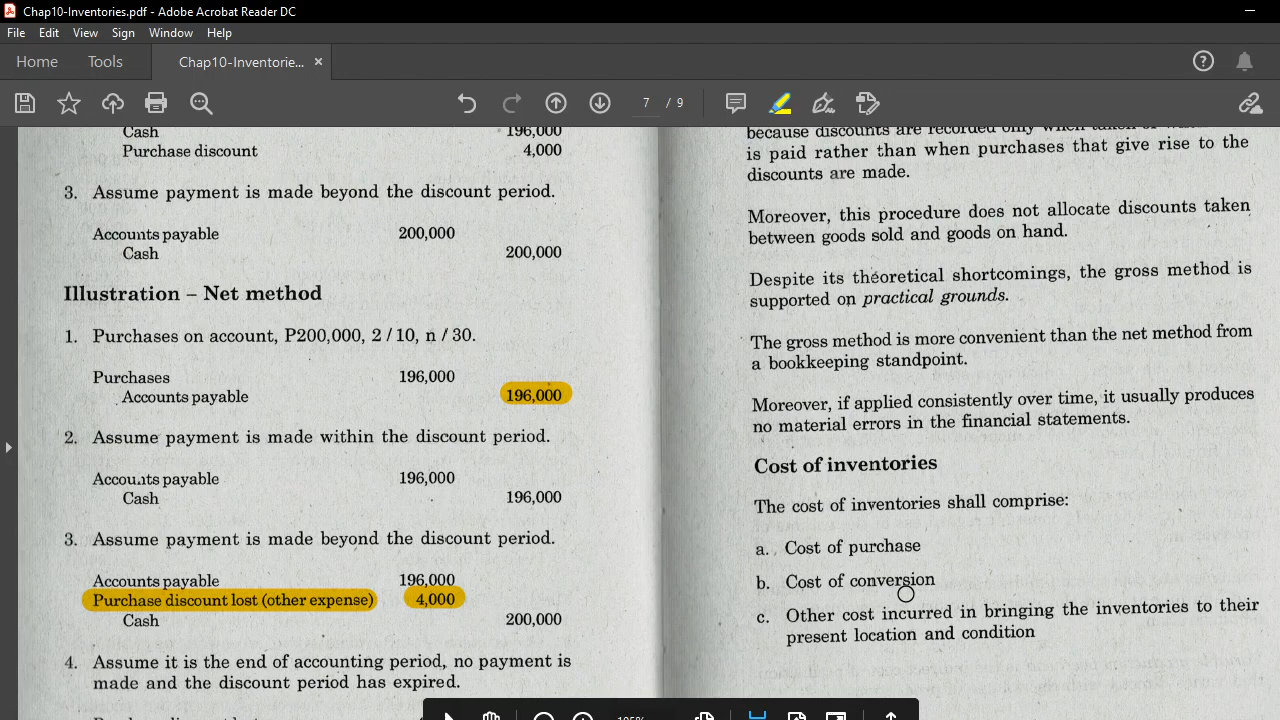 Chap10-Inventories.pdf - Adobe Acrobat Reader DC
File Edit View Sign Window Help
Home Tools Chap10-Inventorie... ×
7 / 9
Cash 196,000
Purchase discount 4,000
3. Assume payment is made beyond the discount period.
Accounts payable 200,000
Cash 200,000
Illustration – Net method
1. Purchases on account, P200,000, 2/10, n/30.
Purchases 196,000
Accounts payable 196,000
2. Assume payment is made within the discount period.
Accounts payable 196,000
Cash 196,000
3. Assume payment is made beyond the discount period.
Accounts payable 196,000
Purchase discount lost (other expense) 4,000
Cash 200,000
4. Assume it is the end of accounting period, no payment is
made and the discount period has expired.
because discounts are recorded only when taken or
is paid rather than when purchases that give rise to the
discounts are made.
Moreover, this procedure does not allocate discounts taken
between goods sold and goods on hand.
Despite its theoretical shortcomings, the gross method is
supported on practical grounds.
The gross method is more convenient than the net method from
a bookkeeping standpoint.
Moreover, if applied consistently over time, it usually produces
no material errors in the financial statements.
Cost of inventories
The cost of inventories shall comprise:
a. Cost of purchase
b. Cost of conversion
c. Other cost incurred in bringing the inventories to their
present location and condition